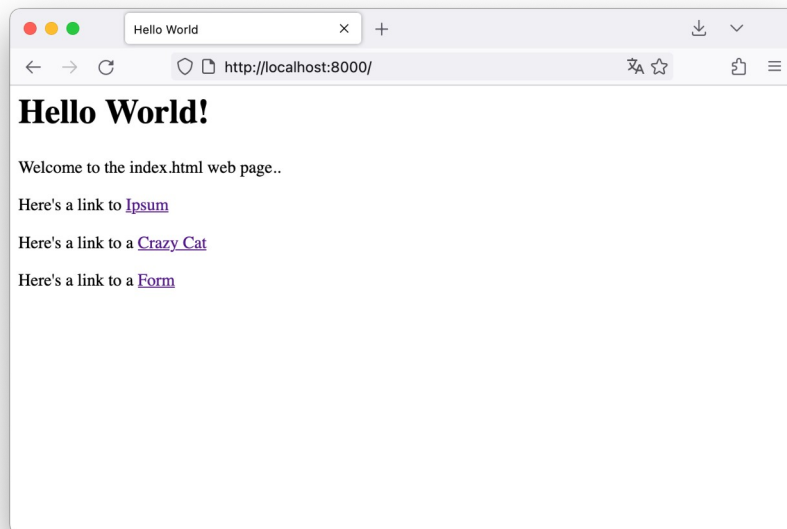 Hello World
http://localhost:8000/
Hello World!
Welcome to the index.html web page..
Here's a link to Ipsum
Here's a link to a Crazy Cat
Here's a link to a Form